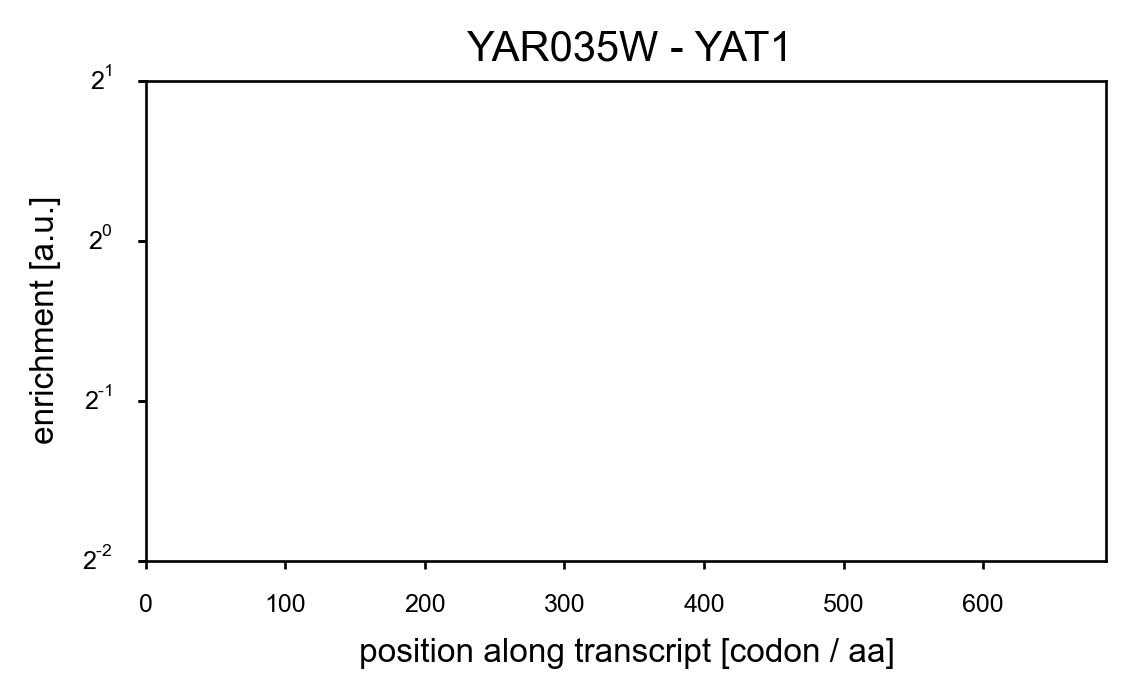 YAR035W - YAT1
2^1
2^0
2^-1
2^-2
enrichment [a.u.]
0 100 200 300 400 500 600
position along transcript [codon / aa]